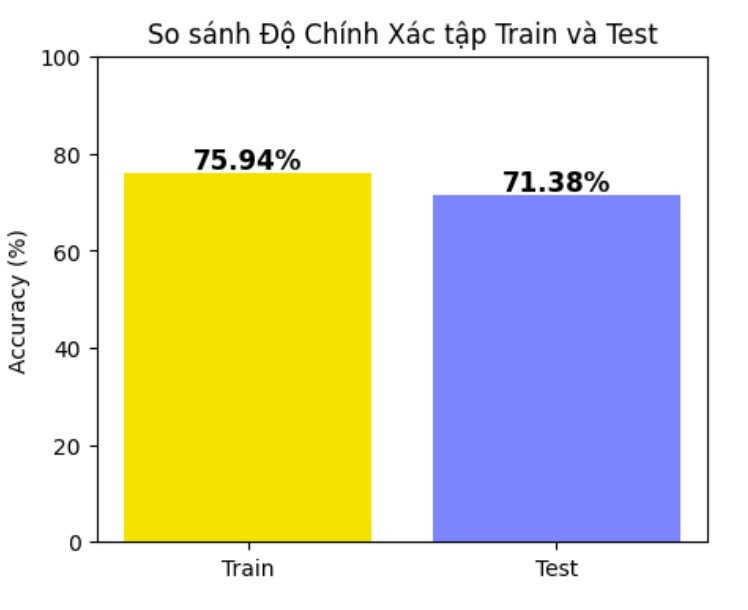 So sánh Độ Chính Xác tập Train và Test
100
80
60
40
20
0
Accuracy (%)
75.94%
71.38%
Train
Test